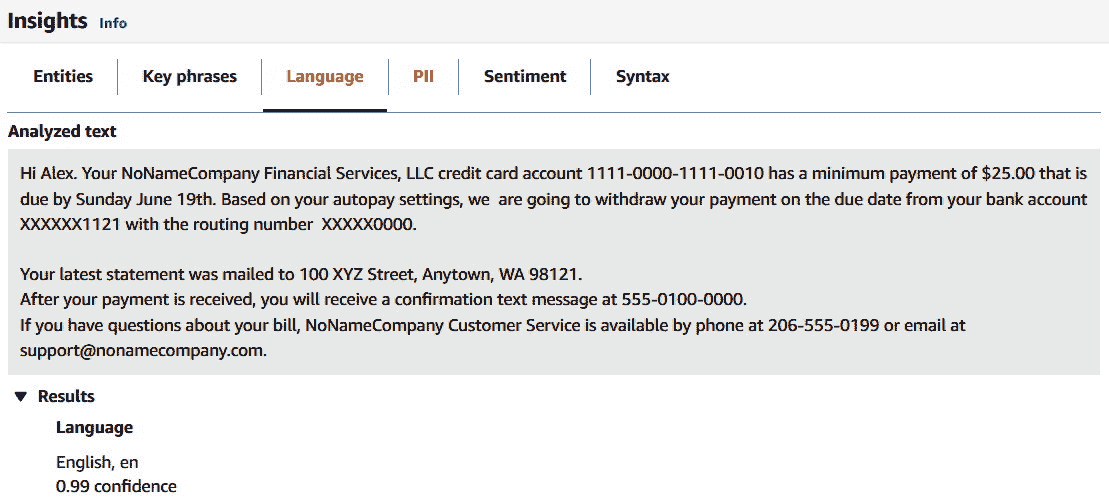 Insights Info
Entities Key phrases Language PII Sentiment Syntax
Analyzed text
Hi Alex. Your NoNameCompany Financial Services, LLC credit card account 1111-0000-1111-0010 has a minimum payment of $25.00 that is
due by Sunday June 19th. Based on your autopay settings, we  are going to withdraw your payment on the due date from your bank account
XXXXXX1121 with the routing number  XXXXX0000.
Your latest statement was mailed to 100 XYZ Street, Anytown, WA 98121.
After your payment is received, you will receive a confirmation text message at 555-0100-0000.
If you have questions about your bill, NoNameCompany Customer Service is available by phone at 206-555-0199 or email at
support@nonamecompany.com.
▼ Results
Language
English, en
0.99 confidence